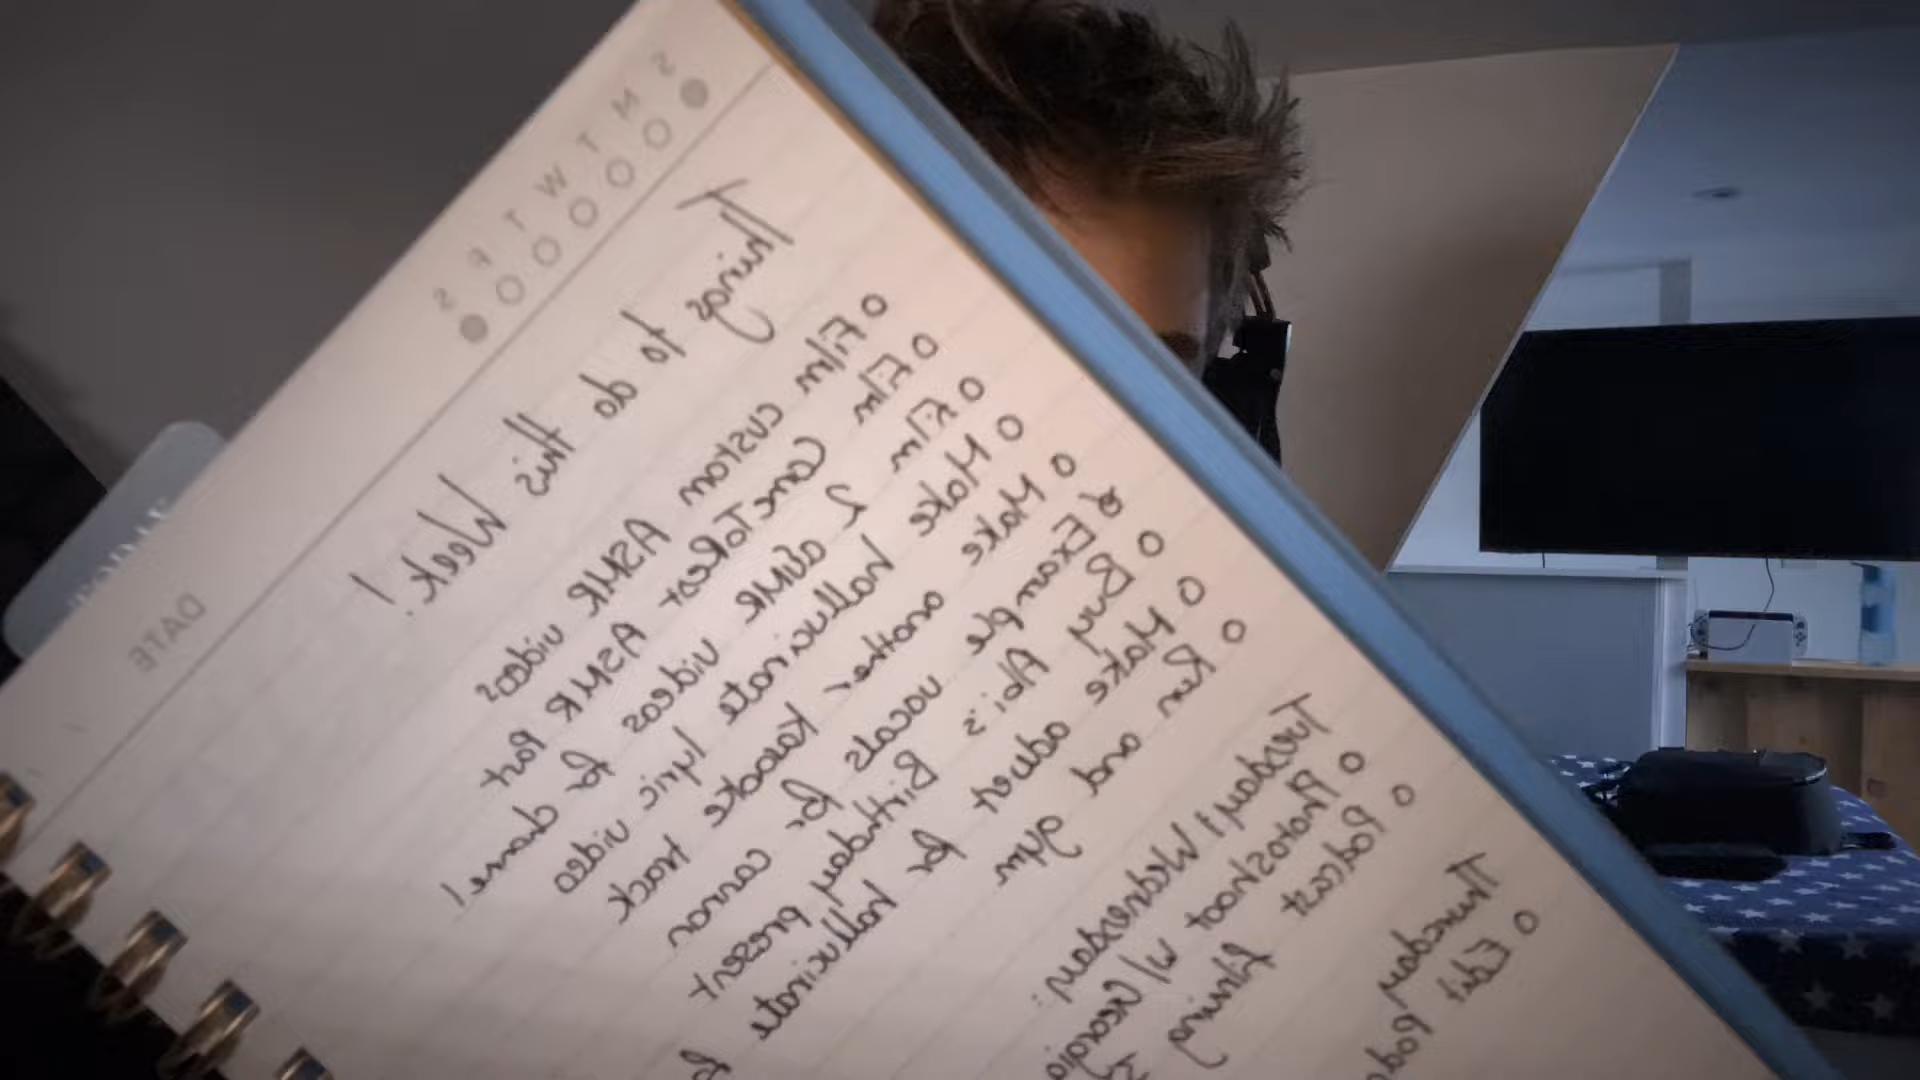 DATE
S M T W T F S
Things to do this Week!
o Film custom ASMR videos
o Film ComeToRest ASMR Part
o Film 2 asmr videos for channel
o Make hallucinate lyric video
o Make another Karaoke track
o Example vocals for connor
o Buy Abi's Birthday present
o Make advert for hallucinate
o Run and gym
Tuesday & Wednesday:
o Photoshoot w/ Georgia
o Podcast filming
Thursday
o Edit